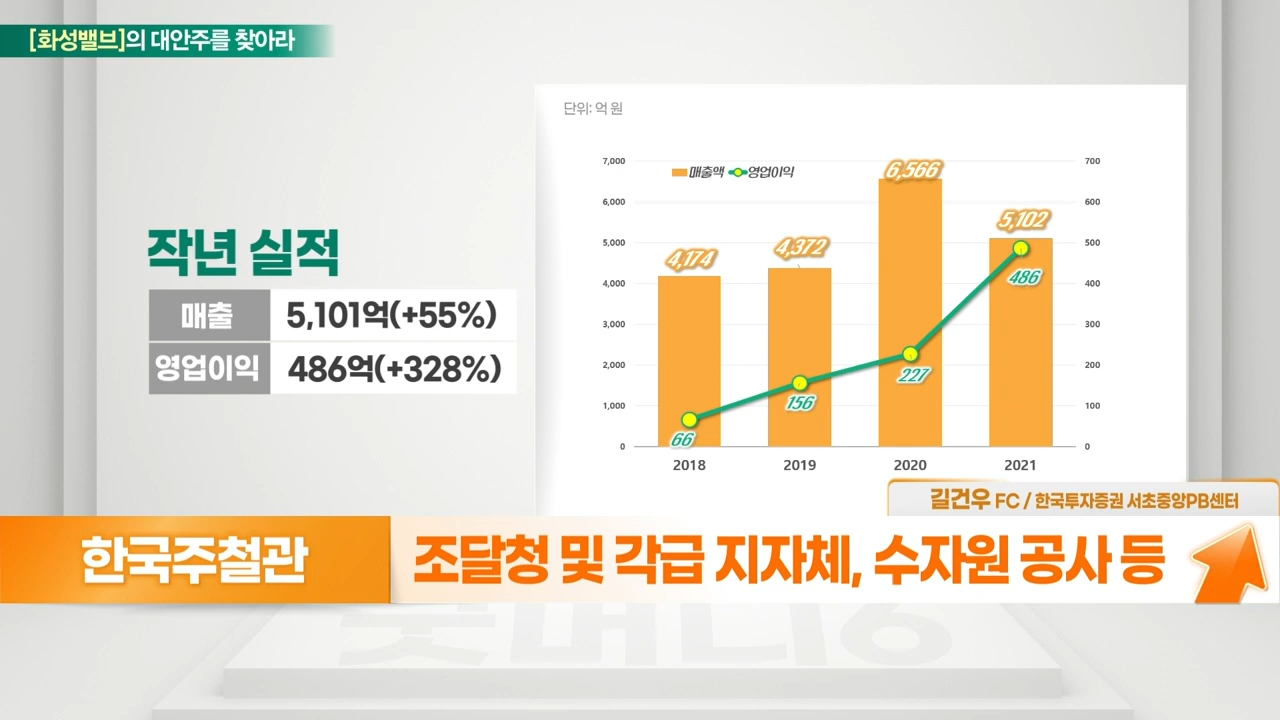 [화성밸브]의 대안주를 찾아라
단위: 억 원
매출액 영업이익
7,000
6,000
5,000
4,000
3,000
2,000
1,000
0
700
600
500
400
300
200
100
0
4,174
4,372
6,566
5,102
66
156
227
486
2018 2019 2020 2021
작년 실적
매출 5,101억(+55%)
영업이익 486억(+328%)
길건우 FC / 한국투자증권 서초중앙PB센터
한국주철관
조달청 및 각급 지자체, 수자원 공사 등
굿머니6